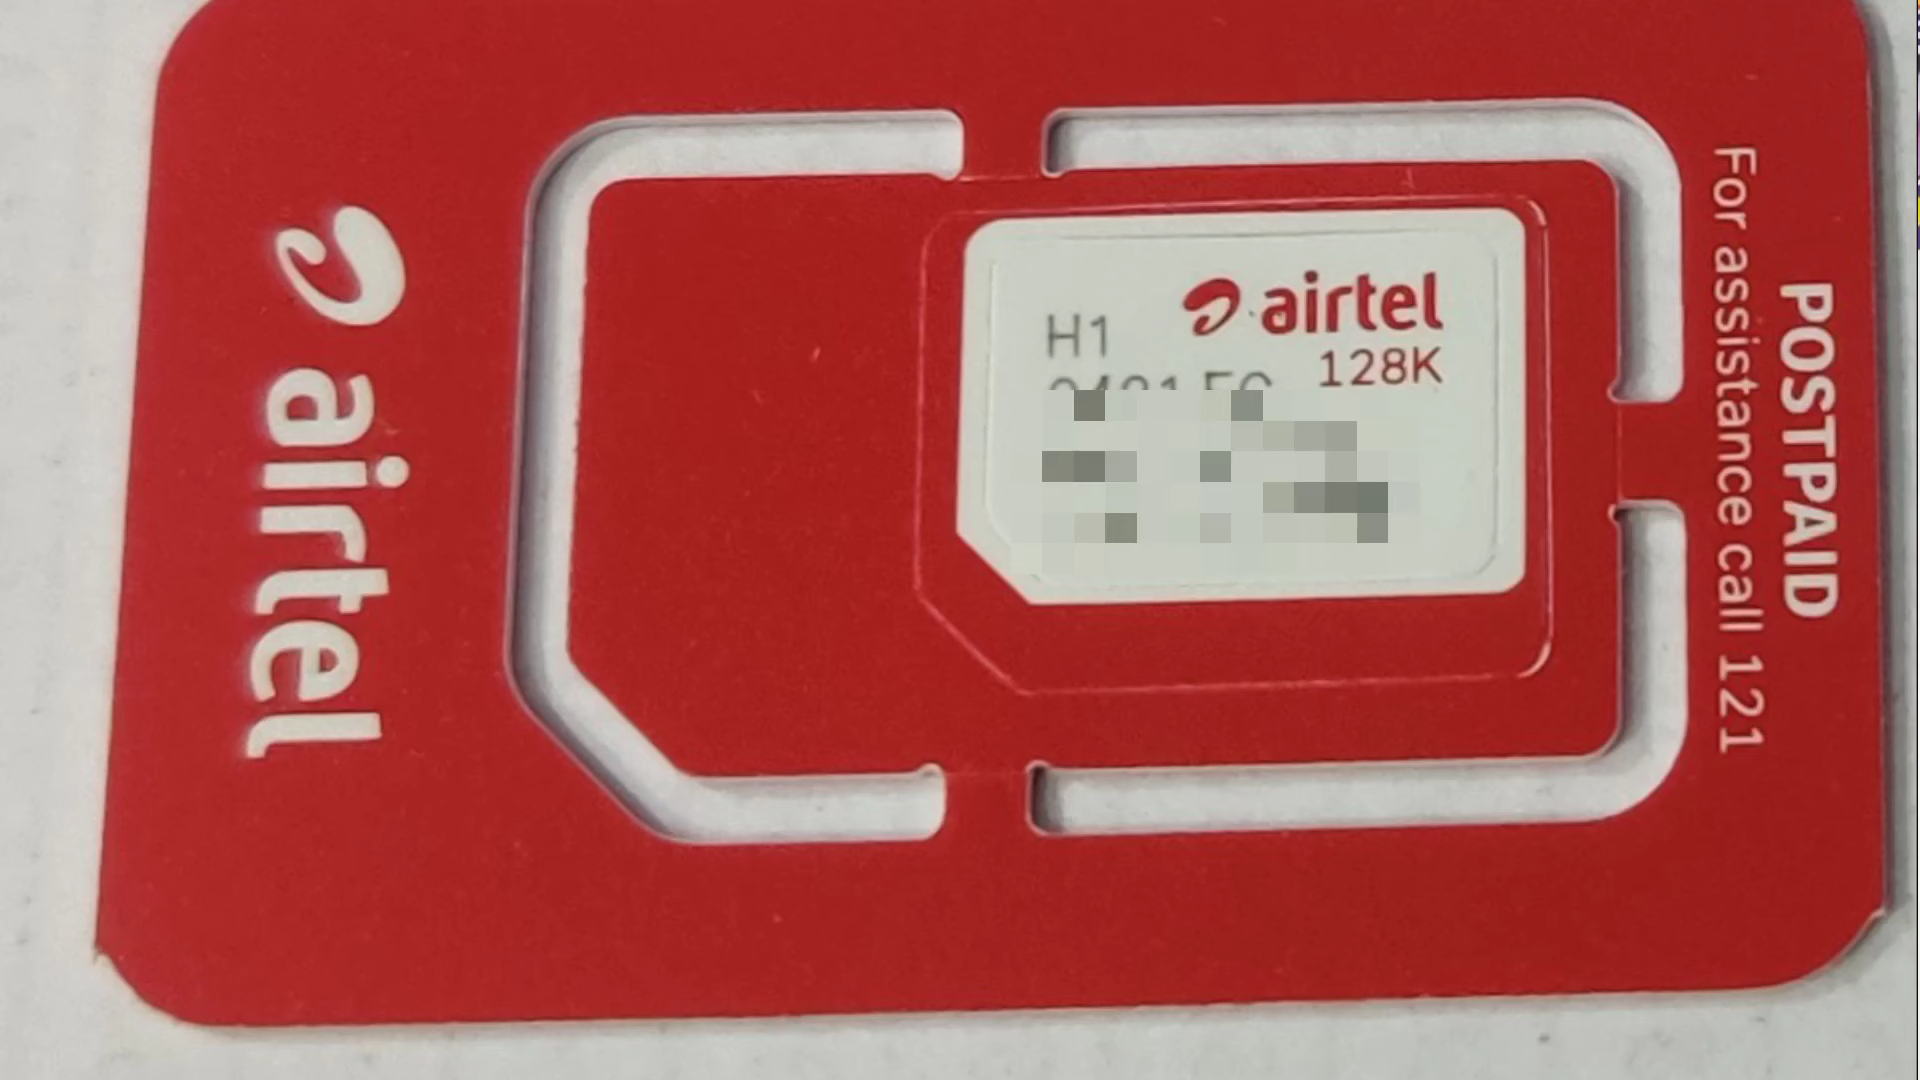 airtel
H1
airtel
128K
POSTPAID
For assistance call 121